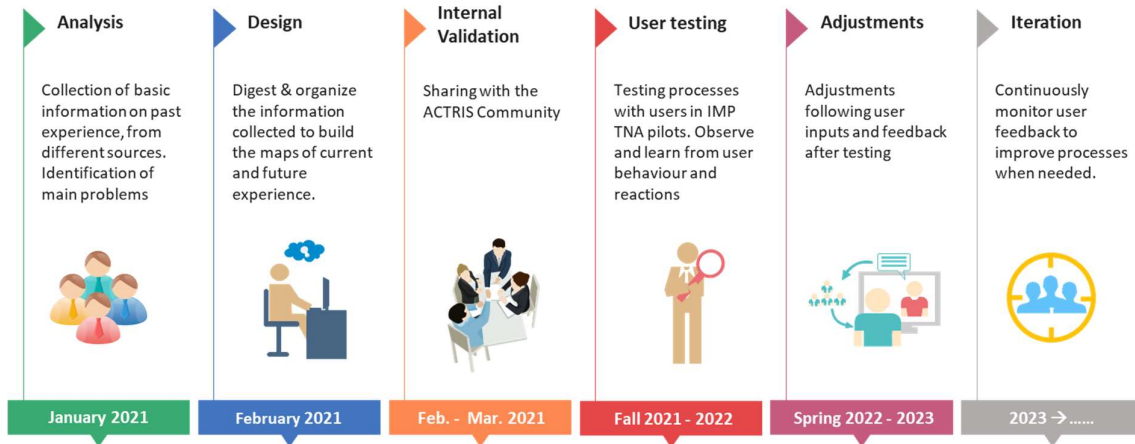 Analysis
Collection of basic
information on past
experience, from
different sources.
Identification of
main problems
January 2021
Design
Digest & organize
the information
collected to build
the maps of current
and future
experience.
February 2021
Internal
Validation
Sharing with the
ACTRIS Community
Feb. - Mar. 2021
User testing
Testing processes
with users in IMP
TNA pilots. Observe
and learn from user
behaviour and
reactions
Fall 2021 - 2022
Adjustments
Adjustments
following user
inputs and feedback
after testing
Spring 2022 - 2023
Iteration
Continuously
monitor user
feedback to
improve processes
when needed.
2023 → ......